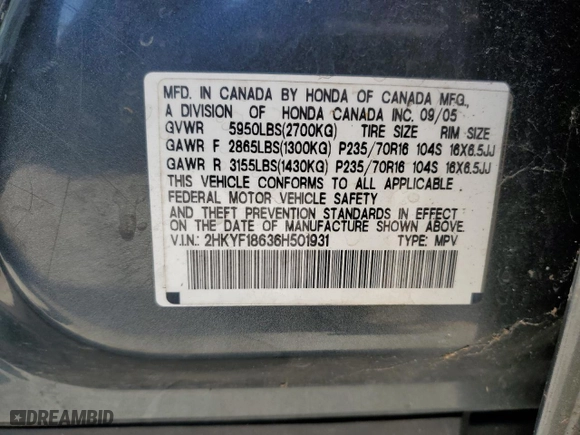 MFD. IN CANADA BY HONDA OF CANADA MFG.,
A DIVISION OF HONDA CANADA INC. 09/05
GVWR 5950LBS(2700KG) TIRE SIZE RIM SIZE
GAWR F 2865LBS(1300KG) P235/70R16 104S 16X6.5JJ
GAWR R 3155LBS(1430KG) P235/70R16 104S 16X6.5JJ
THIS VEHICLE CONFORMS TO ALL APPLICABLE
FEDERAL MOTOR VEHICLE SAFETY
AND THEFT PREVENTION STANDARDS IN EFFECT
ON THE DATE OF MANUFACTURE SHOWN ABOVE.
V.I.N.: 2HKYF18636H501931 TYPE: MPV
DREAMBID